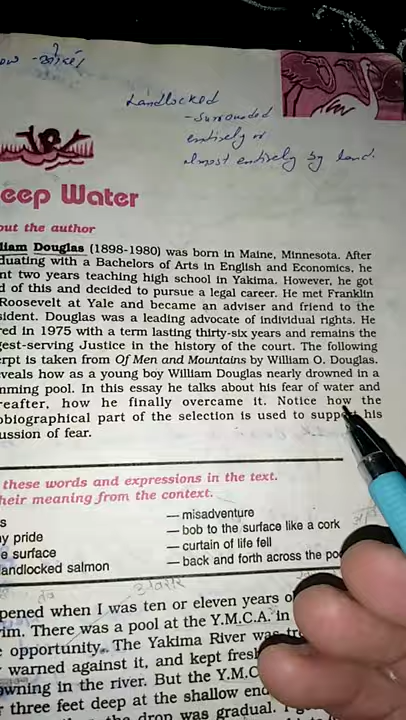 Landlocked
- Surrounded
entirely or
almost entirely by land.
eep Water
out the author
liam Douglas (1898-1980) was born in Maine, Minnesota. After
duating with a Bachelors of Arts in English and Economics, he
nt two years teaching high school in Yakima. However, he got
d of this and decided to pursue a legal career. He met Franklin
Roosevelt at Yale and became an adviser and friend to the
sident. Douglas was a leading advocate of individual rights. He
red in 1975 with a term lasting thirty-six years and remains the
gest-serving Justice in the history of the court. The following
erpt is taken from Of Men and Mountains by William O. Douglas.
eveals how as a young boy William Douglas nearly drowned in a
mming pool. In this essay he talks about his fear of water and
reafter, how he finally overcame it. Notice how the
obiographical part of the selection is used to support his
ussion of fear.
these words and expressions in the text.
heir meaning from the context.
s — misadventure
ny pride — bob to the surface like a cork
e surface — curtain of life fell
andlocked salmon — back and forth across the poo
pened when I was ten or eleven years o
im. There was a pool at the Y.M.C.A. in
e opportunity. The Yakima River was tr
warned against it, and kept fresh
owning in the river. But the Y.M.C
three feet deep at the shallow end
the drop was gradual. I g